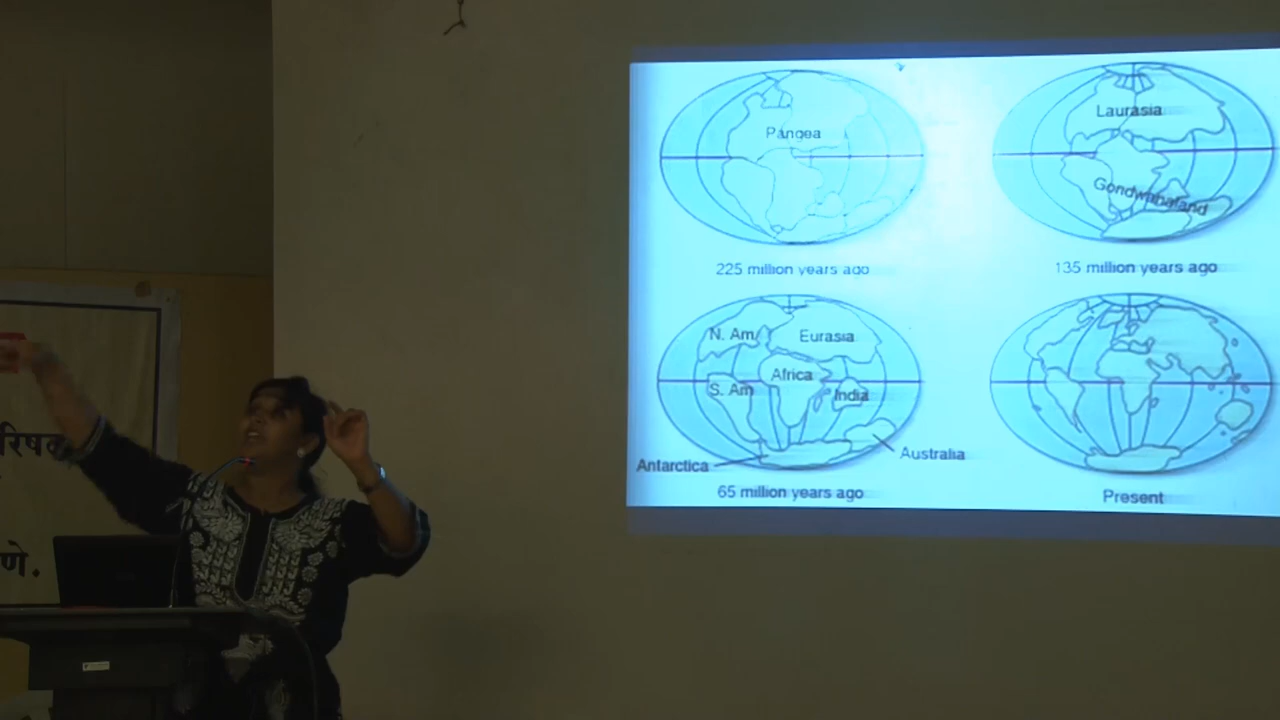 Pangea
Laurasia
Gondwanaland
225 million years ago
135 million years ago
N. Am
Eurasia
Africa
S. Am
India
Australia
Antarctica
65 million years ago
Present
णे.